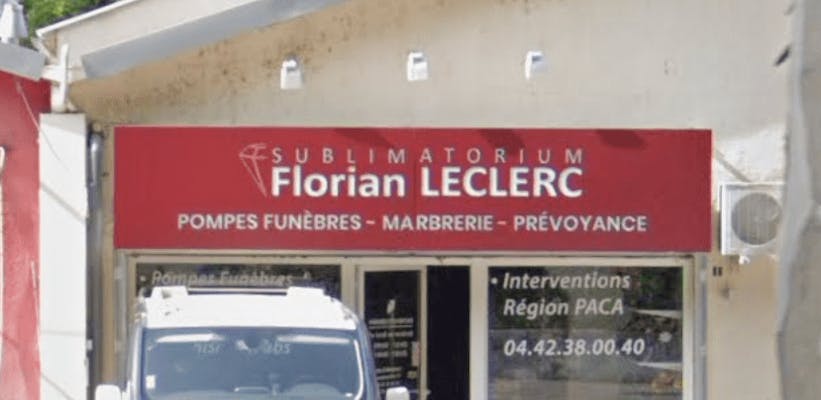 SUBLIMATORIUM
Florian LECLERC
POMPES FUNÈBRES - MARBRERIE - PRÉVOYANCE
• Pompes Funèbres
• Interventions
Région PACA
04.42.38.00.40